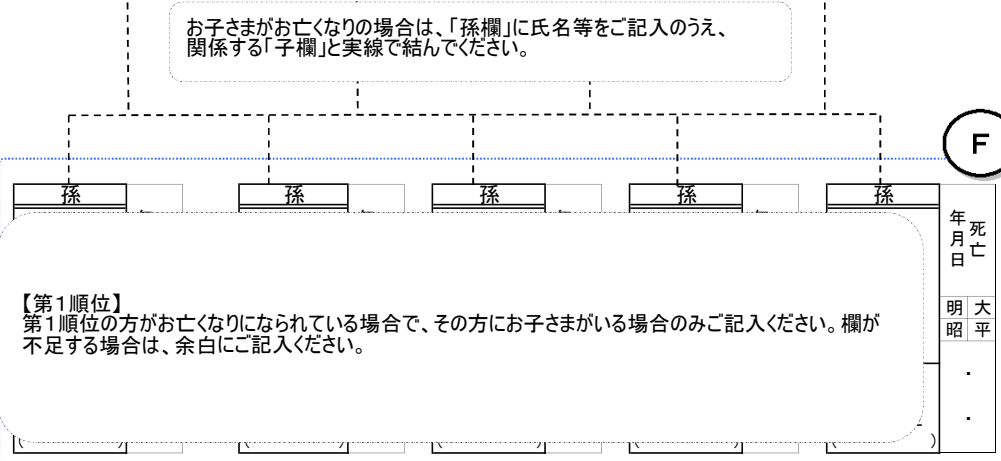 お子さまがお亡くなりの場合は、「孫欄」に氏名等をご記入のうえ、
関係する「子欄」と実線で結んでください。
F
孫 孫 孫 孫 孫
死亡
年月日
【第１順位】
第１順位の方がお亡くなりになられている場合で、その方にお子さまがいる場合のみご記入ください。欄が
不足する場合は、余白にご記入ください。
明 大
昭 平
・
・
( ) ( ) ( ) ( ) ( )